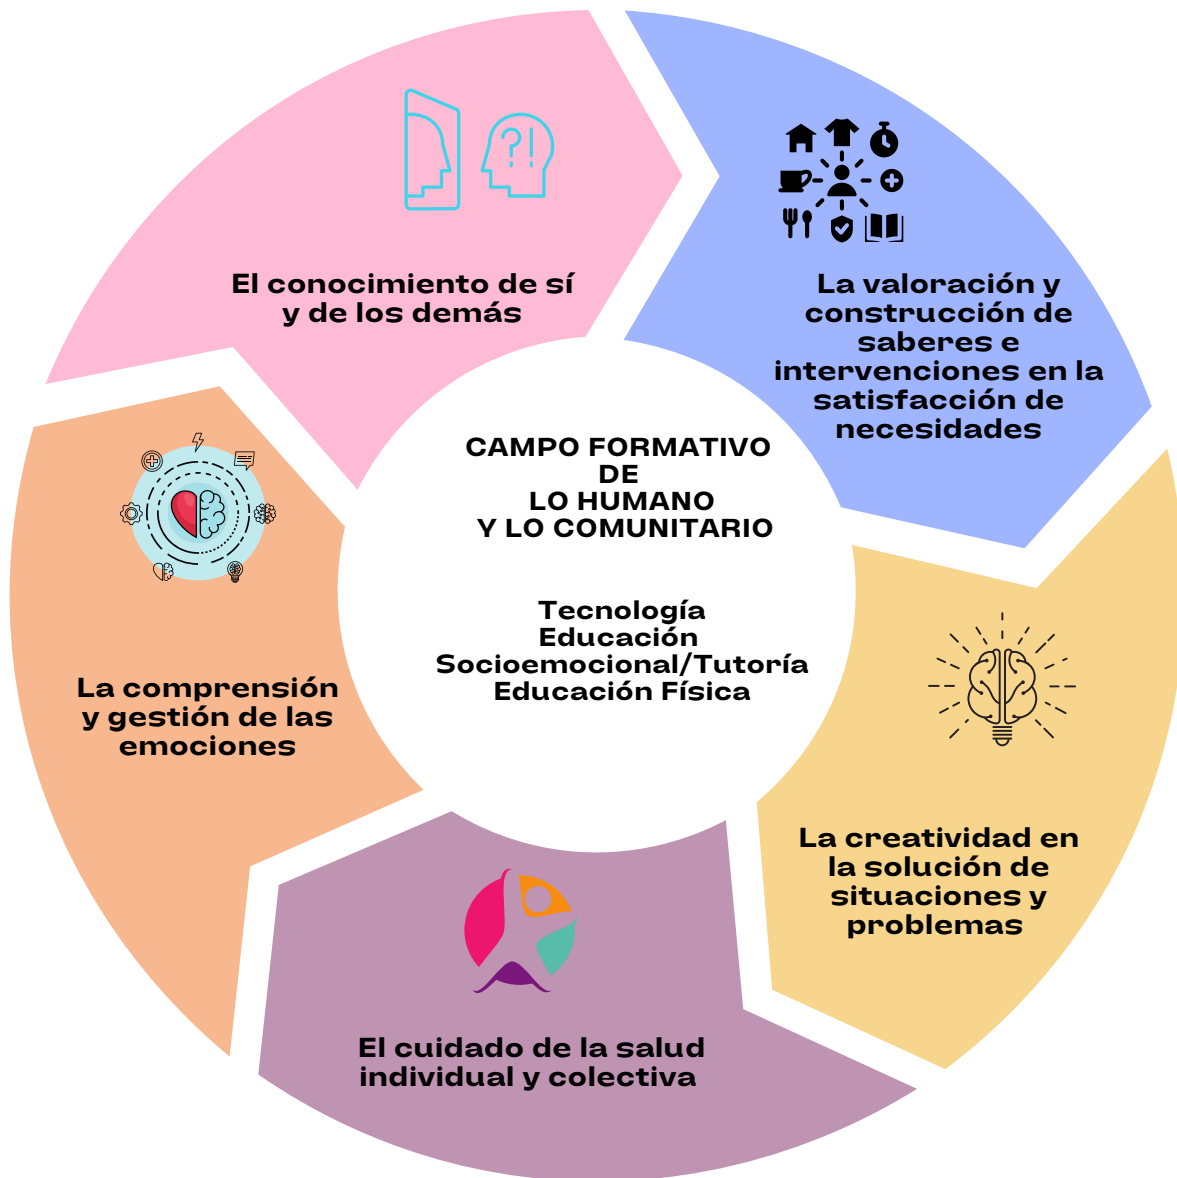 El conocimiento de sí
y de los demás
La valoración y
construcción de
saberes e
intervenciones en la
satisfacción de
necesidades
CAMPO FORMATIVO
DE
LO HUMANO
Y LO COMUNITARIO
Tecnología
Educación
Socioemocional/Tutoría
Educación Física
La comprensión
y gestión de las
emociones
La creatividad en
la solución de
situaciones y
problemas
El cuidado de la salud
individual y colectiva